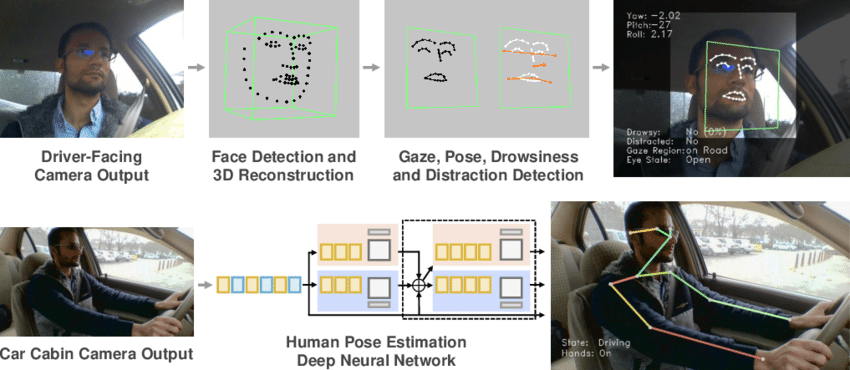 Yaw: -2.02
Pitch: -27
Roll: 2.17
Drowsy: No (0%)
Distracted: No
Gaze Region: on Road
Eye State: Open
Driver-Facing
Camera Output
Face Detection and
3D Reconstruction
Gaze, Pose, Drowsiness
and Distraction Detection
Car Cabin Camera Output
Human Pose Estimation
Deep Neural Network
State: Driving
Hands: On